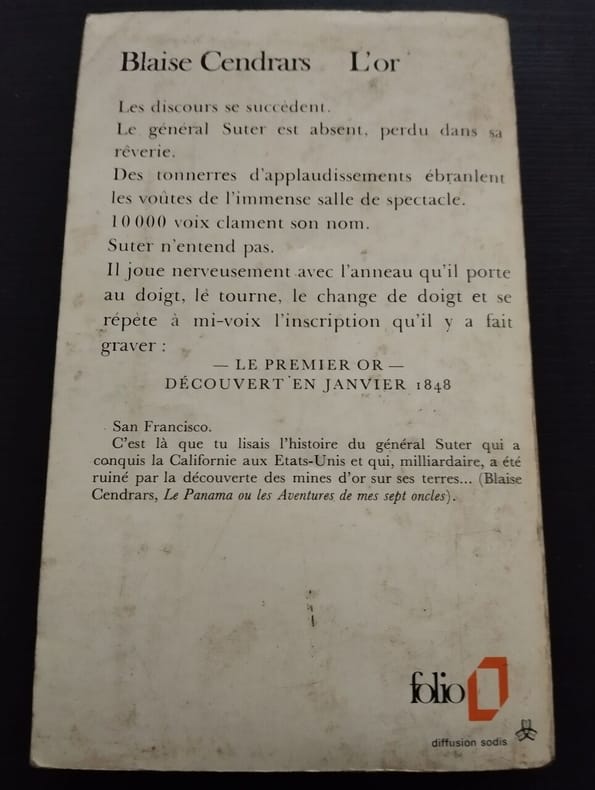 Blaise Cendrars L'or
Les discours se succèdent.
Le général Suter est absent, perdu dans sa
rêverie.
Des tonnerres d'applaudissements ébranlent
les voûtes de l'immense salle de spectacle.
10 000 voix clament son nom.
Suter n'entend pas.
Il joue nerveusement avec l'anneau qu'il porte
au doigt, le tourne, le change de doigt et se
répète à mi-voix l'inscription qu'il y a fait
graver :
— LE PREMIER OR —
DÉCOUVERT EN JANVIER 1848
San Francisco.
C'est là que tu lisais l'histoire du général Suter qui a
conquis la Californie aux Etats-Unis et qui, milliardaire, a été
ruiné par la découverte des mines d'or sur ses terres... (Blaise
Cendrars, Le Panama ou les Aventures de mes sept oncles).
folio
diffusion sodis